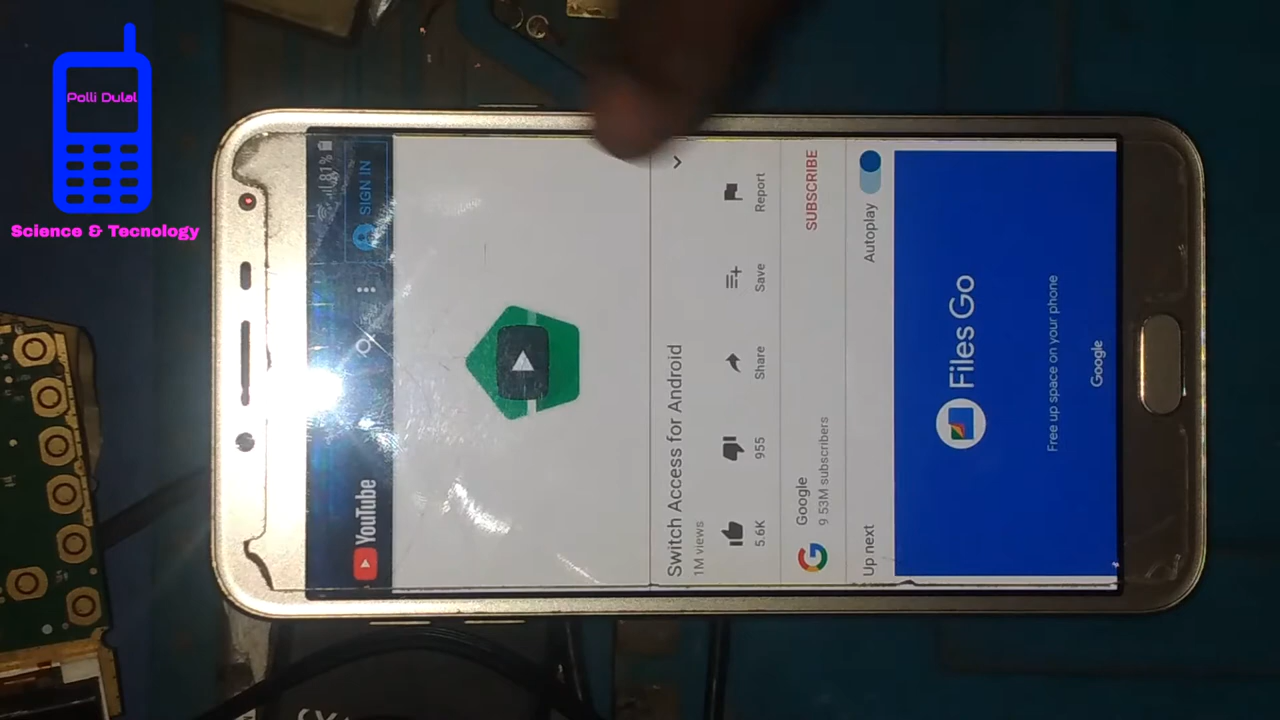 Polli Dulal
Science & Tecnology
81%
YouTube
SIGN IN
Switch Access for Android
1M views
5.6K
955
Share
Save
Report
Google
9.53M subscribers
SUBSCRIBE
Up next
Autoplay
Files Go
Free up space on your phone
Google